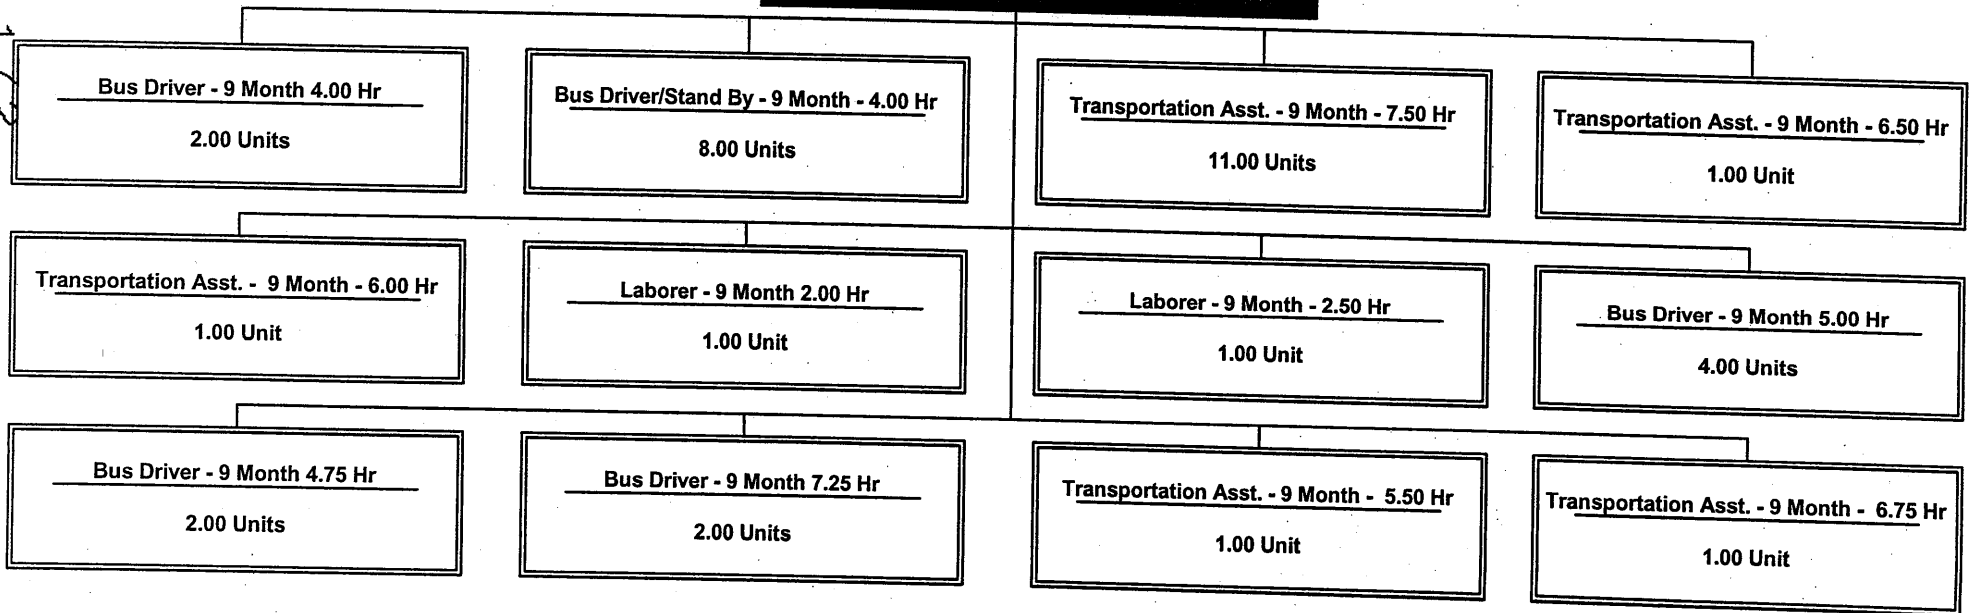 Bus Driver - 9 Month 4.00 Hr
2.00 Units
Bus Driver/Stand By - 9 Month - 4.00 Hr
8.00 Units
Transportation Asst. - 9 Month - 7.50 Hr
11.00 Units
Transportation Asst. - 9 Month - 6.50 Hr
1.00 Unit
Transportation Asst. - 9 Month - 6.00 Hr
1.00 Unit
Laborer - 9 Month 2.00 Hr
1.00 Unit
Laborer - 9 Month - 2.50 Hr
1.00 Unit
Bus Driver - 9 Month 5.00 Hr
4.00 Units
Bus Driver - 9 Month 4.75 Hr
2.00 Units
Bus Driver - 9 Month 7.25 Hr
2.00 Units
Transportation Asst. - 9 Month - 5.50 Hr
1.00 Unit
Transportation Asst. - 9 Month - 6.75 Hr
1.00 Unit